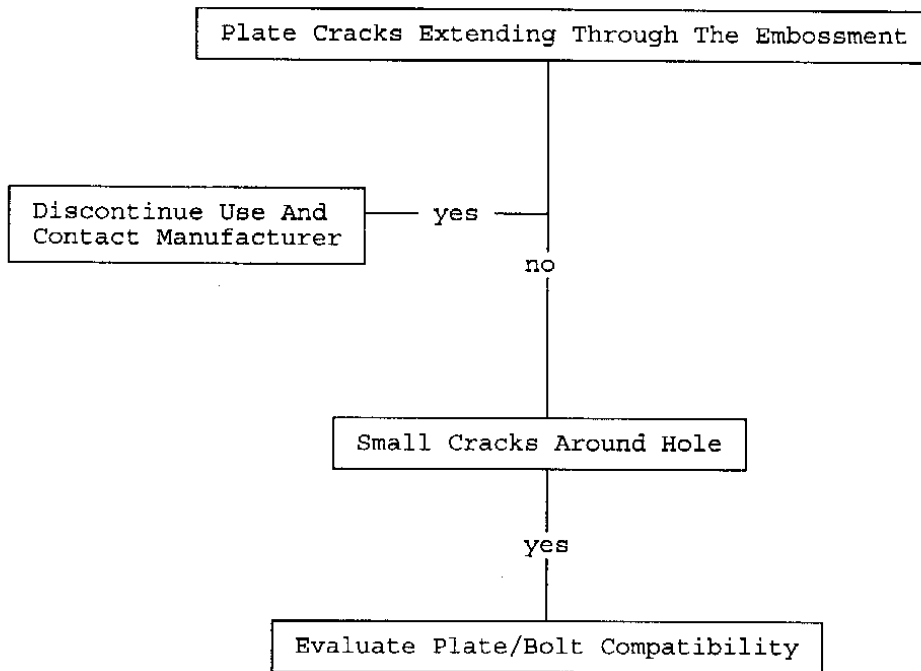 Plate Cracks Extending Through The Embossment
Discontinue Use And
Contact Manufacturer
yes
no
Small Cracks Around Hole
yes
Evaluate Plate/Bolt Compatibility